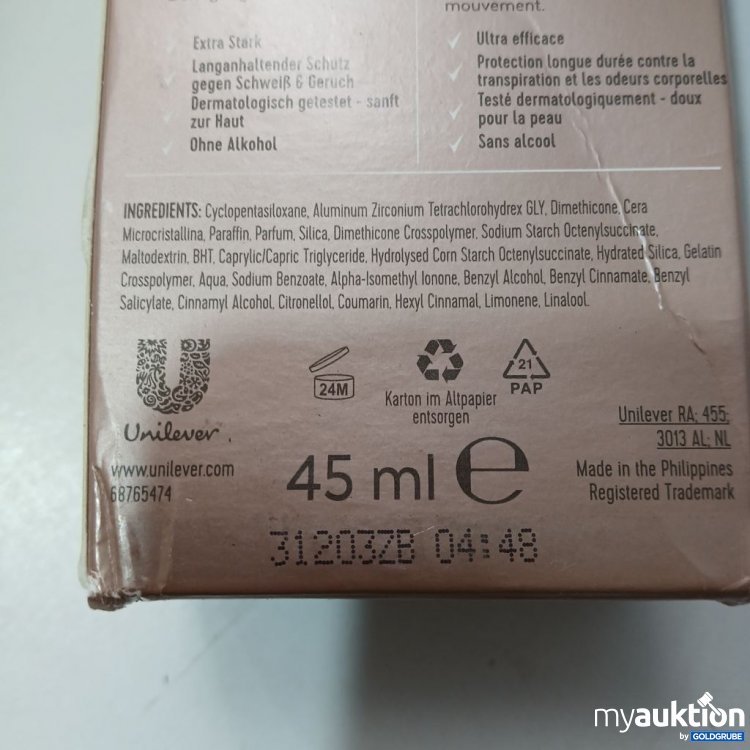 mouvement.
Extra Stark
Langanhaltender Schutz
gegen Schweiß & Geruch
Dermatologisch getestet - sanft
zur Haut
Ohne Alkohol
Ultra efficace
Protection longue durée contre la
transpiration et les odeurs corporelles
Testé dermatologiquement - doux
pour la peau
Sans alcool
INGREDIENTS: Cyclopentasiloxane, Aluminum Zirconium Tetrachlorohydrex GLY, Dimethicone, Cera
Microcristallina, Paraffin, Parfum, Silica, Dimethicone Crosspolymer, Sodium Starch Octenylsuccinate,
Maltodextrin, BHT, Caprylic/Capric Triglyceride, Hydrolysed Corn Starch Octenylsuccinate, Hydrated Silica, Gelatin
Crosspolymer, Aqua, Sodium Benzoate, Alpha-Isomethyl Ionone, Benzyl Alcohol, Benzyl Cinnamate, Benzyl
Salicylate, Cinnamyl Alcohol, Citronellol, Coumarin, Hexyl Cinnamal, Limonene, Linalool.
Unilever
www.unilever.com
68765474
24M
Karton im Altpapier
entsorgen
21
PAP
45 ml e
Unilever RA; 455;
3013 AL; NL
Made in the Philippines
Registered Trademark
31203ZB 04:48
myauktion
by GOLDGRUBE